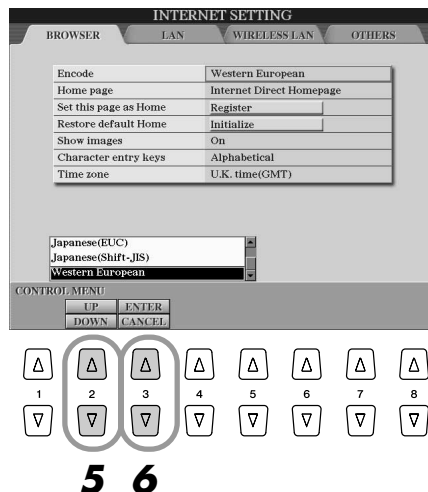 INTERNET SETTING
BROWSER LAN WIRELESS LAN OTHERS
Encode Western European
Home page Internet Direct Homepage
Set this page as Home Register
Restore default Home Initialize
Show images On
Character entry keys Alphabetical
Time zone U.K. time(GMT)
Japanese(EUC)
Japanese(Shift-JIS)
Western European
CONTROL MENU
UP ENTER
DOWN CANCEL
1 2 3 4 5 6 7 8
5 6